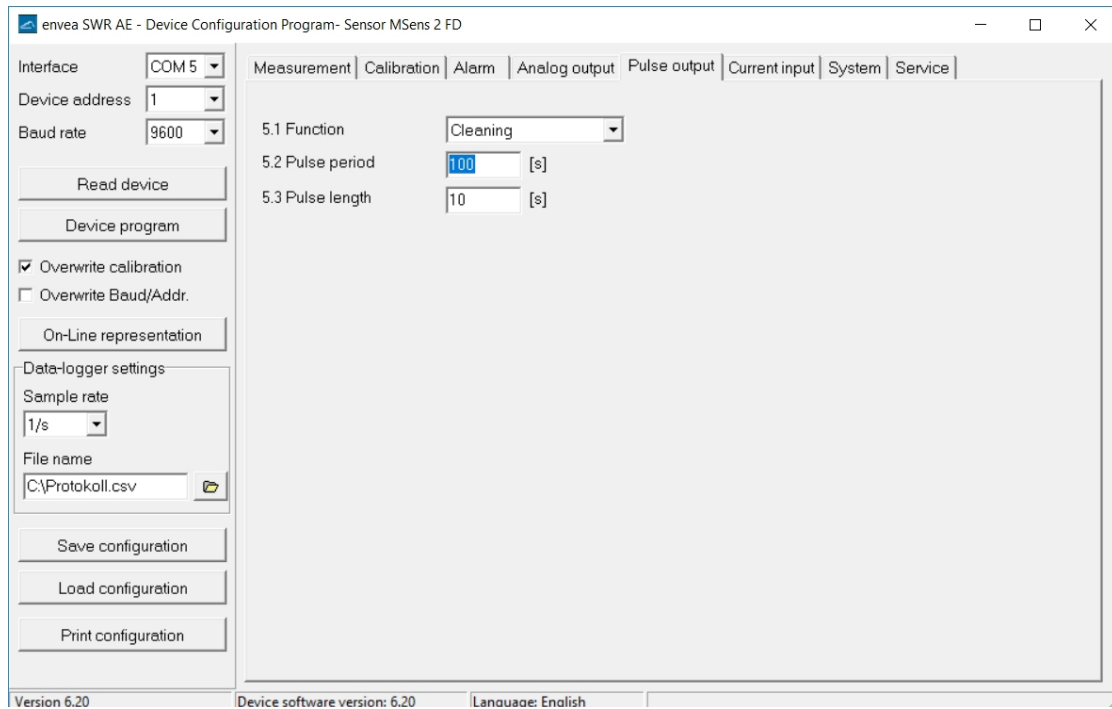 envea SWR AE - Device Configuration Program- Sensor MSens 2 FD
Interface COM 5
Device address 1
Baud rate 9600
Read device
Device program
Overwrite calibration
Overwrite Baud/Addr.
On-Line representation
Data-logger settings
Sample rate
1/s
File name
C:\Protokoll.csv
Save configuration
Load configuration
Print configuration
Measurement Calibration Alarm Analog output Pulse output Current input System Service
5.1 Function Cleaning
5.2 Pulse period 100 [s]
5.3 Pulse length 10 [s]
Version 6.20 Device software version: 6.20 Language: English